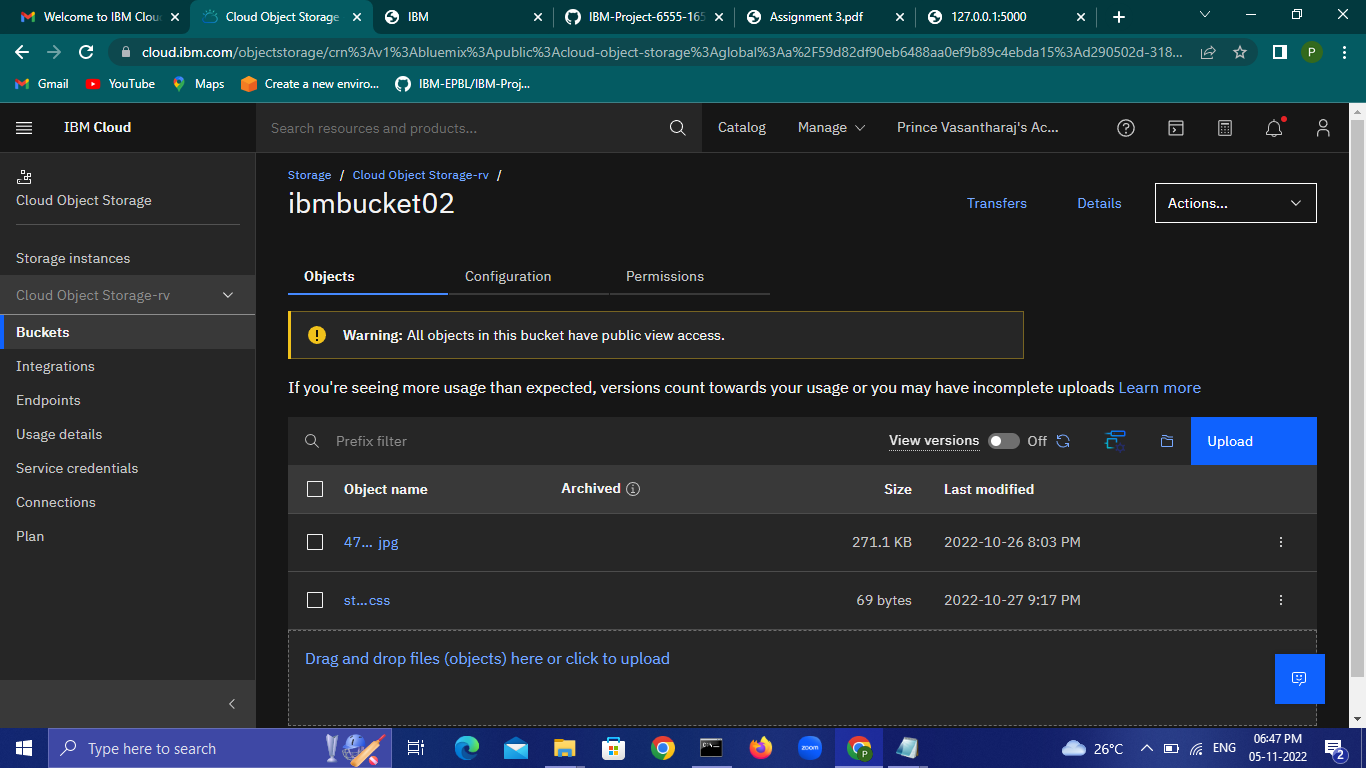 Welcome to IBM Clou
Cloud Object Storage
IBM
IBM-Project-6555-165
Assignment 3.pdf
127.0.0.1:5000
cloud.ibm.com/objectstorage/crn%3Av1%3Abluemix%3Apublic%3Acloud-object-storage%3Aglobal%3Aa%2F59d82df90eb6488aa0ef9b89c4ebda15%3Ad290502d-318...
P
Gmail
YouTube
Maps
Create a new enviro...
IBM-EPBL/IBM-Proj...
IBM Cloud
Search resources and products...
Catalog
Manage
Prince Vasantharaj's Ac...
Cloud Object Storage
Storage instances
Cloud Object Storage-rv
Buckets
Integrations
Endpoints
Usage details
Service credentials
Connections
Plan
Storage / Cloud Object Storage-rv /
ibmbucket02
Transfers
Details
Actions...
Objects
Configuration
Permissions
Warning: All objects in this bucket have public view access.
If you're seeing more usage than expected, versions count towards your usage or you may have incomplete uploads Learn more
Prefix filter
View versions
Off
Upload
Object name Archived Size Last modified
47... jpg 271.1 KB 2022-10-26 8:03 PM
st...css 69 bytes 2022-10-27 9:17 PM
Drag and drop files (objects) here or click to upload
Type here to search
zoom
P
26°C
ENG
06:47 PM
05-11-2022
2